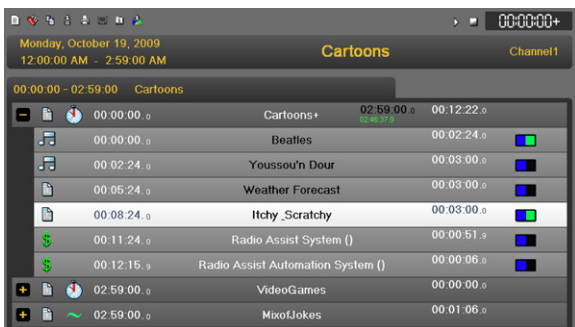 00:00:00+
Monday, October 19, 2009
12:00:00 AM - 2:59:00 AM
Cartoons
Channel1
00:00:00 - 02:59:00 Cartoons
00:00:00.0 Cartoons+ 02:59:00.0 00:12:22.0
02:46:37.9
00:00:00.0 Beatles 00:02:24.0
00:02:24.0 Youssou'n Dour 00:03:00.0
00:05:24.0 Weather Forecast 00:03:00.0
00:08:24.0 Itchy_Scratchy 00:03:00.0
00:11:24.0 Radio Assist System () 00:00:51.9
00:12:15.9 Radio Assist Automation System () 00:00:06.0
02:59:00.0 VideoGames 00:00:00.0
02:59:00.0 MixofJokes 00:01:06.0